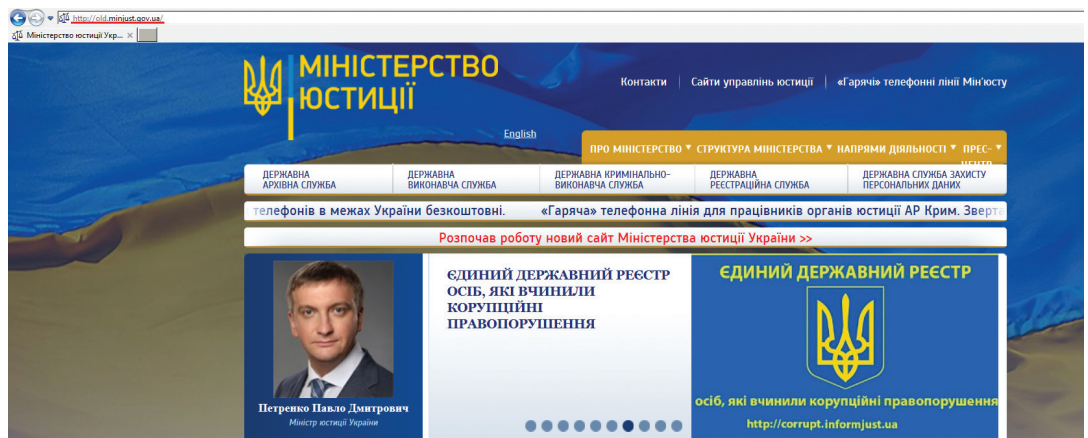 http://old.minjust.gov.ua/
Міністерство юстиції Укр...
МІНІСТЕРСТВО
ЮСТИЦІЇ
Контакти
Сайти управлінь юстиції
«Гарячі» телефонні лінії Мін'юсту
English
ПРО МІНІСТЕРСТВО
СТРУКТУРА МІНІСТЕРСТВА
НАПРЯМИ ДІЯЛЬНОСТІ
ПРЕС-
ЦЕНТР
ДЕРЖАВНА
АРХІВНА СЛУЖБА
ДЕРЖАВНА
ВИКОНАВЧА СЛУЖБА
ДЕРЖАВНА КРИМІНАЛЬНО-
ВИКОНАВЧА СЛУЖБА
ДЕРЖАВНА
РЕЄСТРАЦІЙНА СЛУЖБА
ДЕРЖАВНА СЛУЖБА ЗАХИСТУ
ПЕРСОНАЛЬНИХ ДАНИХ
телефонів в межах України безкоштовні. «Гаряча» телефонна лінія для працівників органів юстиції АР Крим. Зверта
Розпочав роботу новий сайт Міністерства юстиції України >>
Петренко Павло Дмитрович
Міністр юстиції України
ЄДИНИЙ ДЕРЖАВНИЙ РЕЄСТР
ОСІБ, ЯКІ ВЧИНИЛИ
КОРУПЦІЙНІ
ПРАВОПОРУШЕННЯ
ЄДИНИЙ ДЕРЖАВНИЙ РЕЄСТР
осіб, які вчинили корупційні правопорушення
http://corrupt.informjust.ua